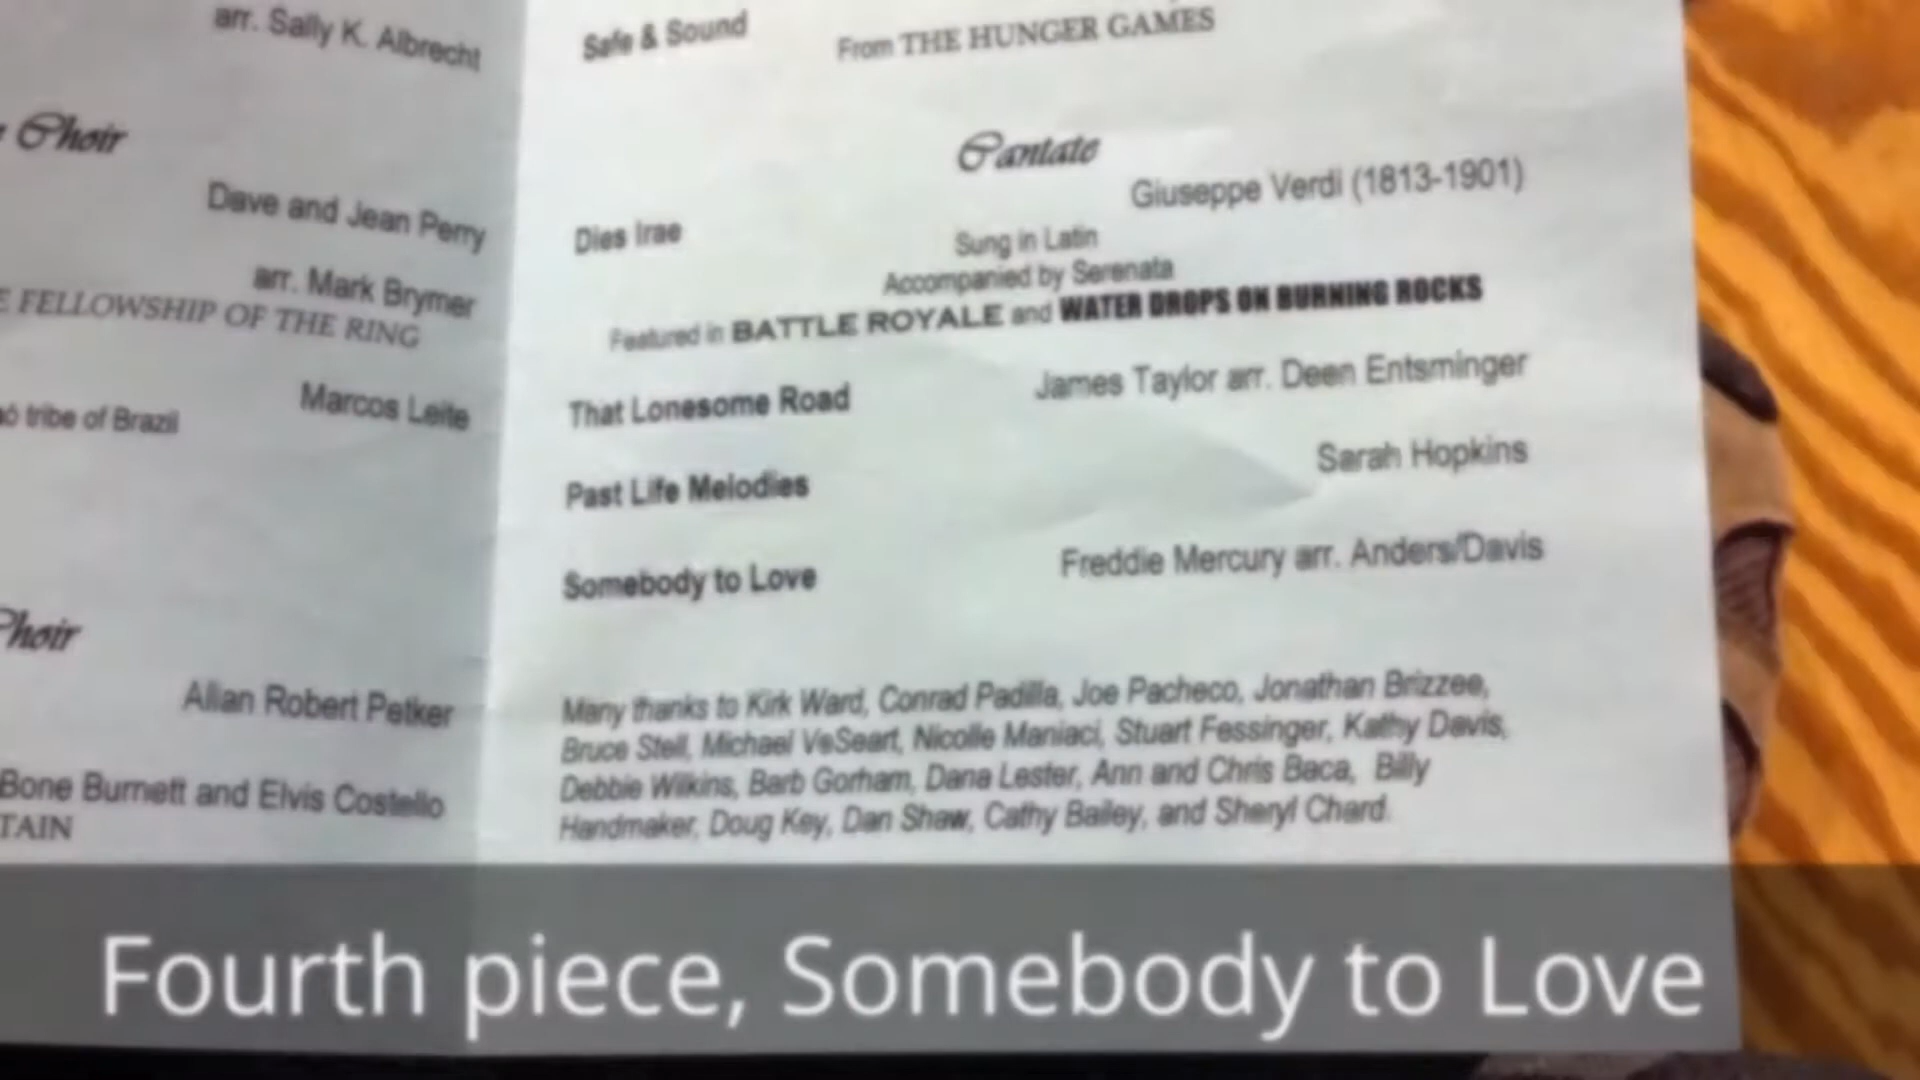 arr. Sally K. Albrecht
Choir
Dave and Jean Perry
arr. Mark Brymer
FELLOWSHIP OF THE RING
Marcos Leite
tribe of Brazil
Choir
Allan Robert Petker
Bone Burnett and Elvis Costello
TAIN
Safe & Sound
From THE HUNGER GAMES
Cantate
Giuseppe Verdi (1813-1901)
Dies Irae
Sung in Latin
Accompanied by Serenata
Featured in BATTLE ROYALE and WATER DROPS ON BURNING ROCKS
That Lonesome Road James Taylor arr. Deen Entsminger
Past Life Melodies Sarah Hopkins
Somebody to Love Freddie Mercury arr. Anders/Davis
Many thanks to Kirk Ward, Conrad Padilla, Joe Pacheco, Jonathan Brizzee,
Bruce Stell, Michael VeSeart, Nicolle Maniaci, Stuart Fessinger, Kathy Davis,
Debbie Wilkins, Barb Gorham, Dana Lester, Ann and Chris Baca, Billy
Handmaker, Doug Key, Dan Shaw, Cathy Bailey, and Sheryl Chard.
Fourth piece, Somebody to Love